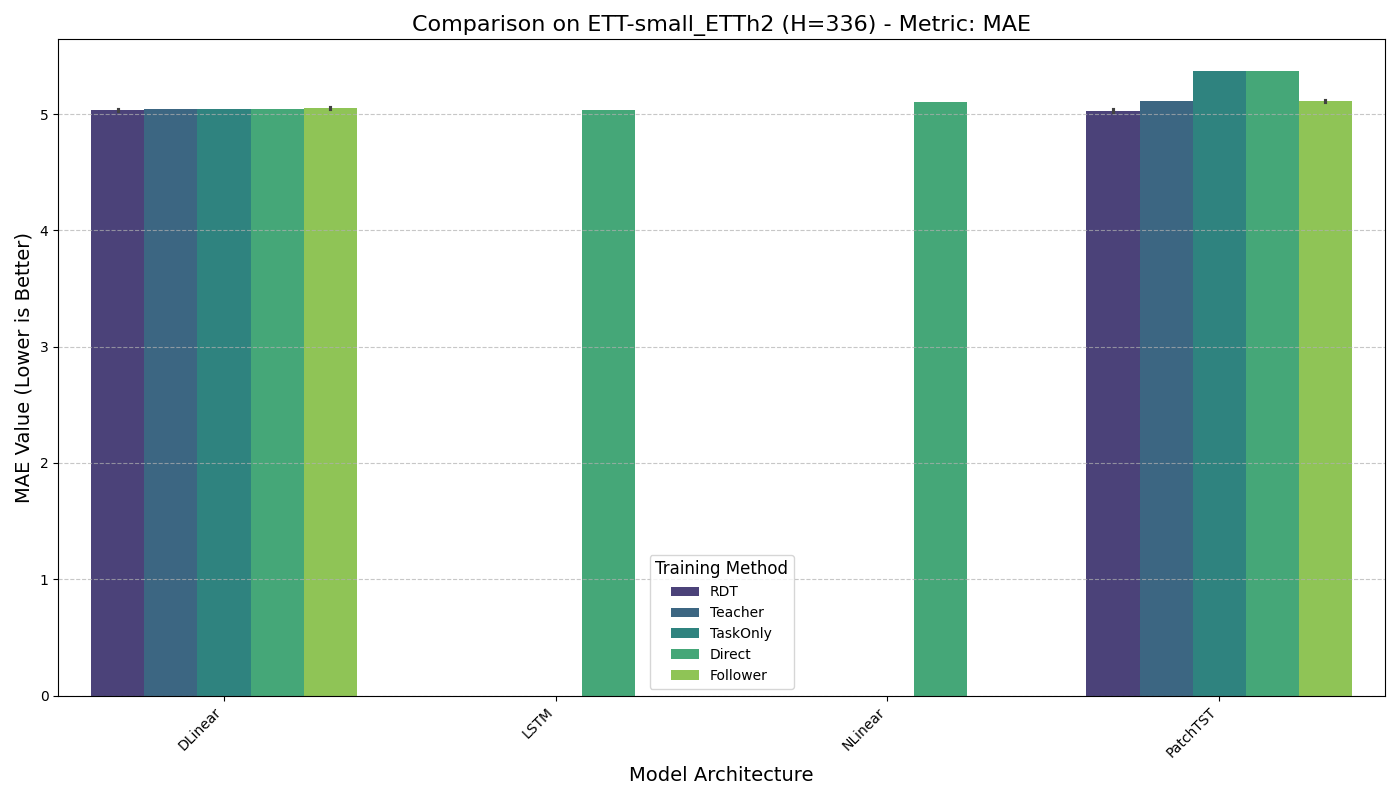 Comparison on ETT-small_ETTh2 (H=336) - Metric: MAE
MAE Value (Lower is Better)
5
4
3
2
1
0
Training Method
RDT
Teacher
TaskOnly
Direct
Follower
DLinear
LSTM
NLinear
PatchTST
Model Architecture